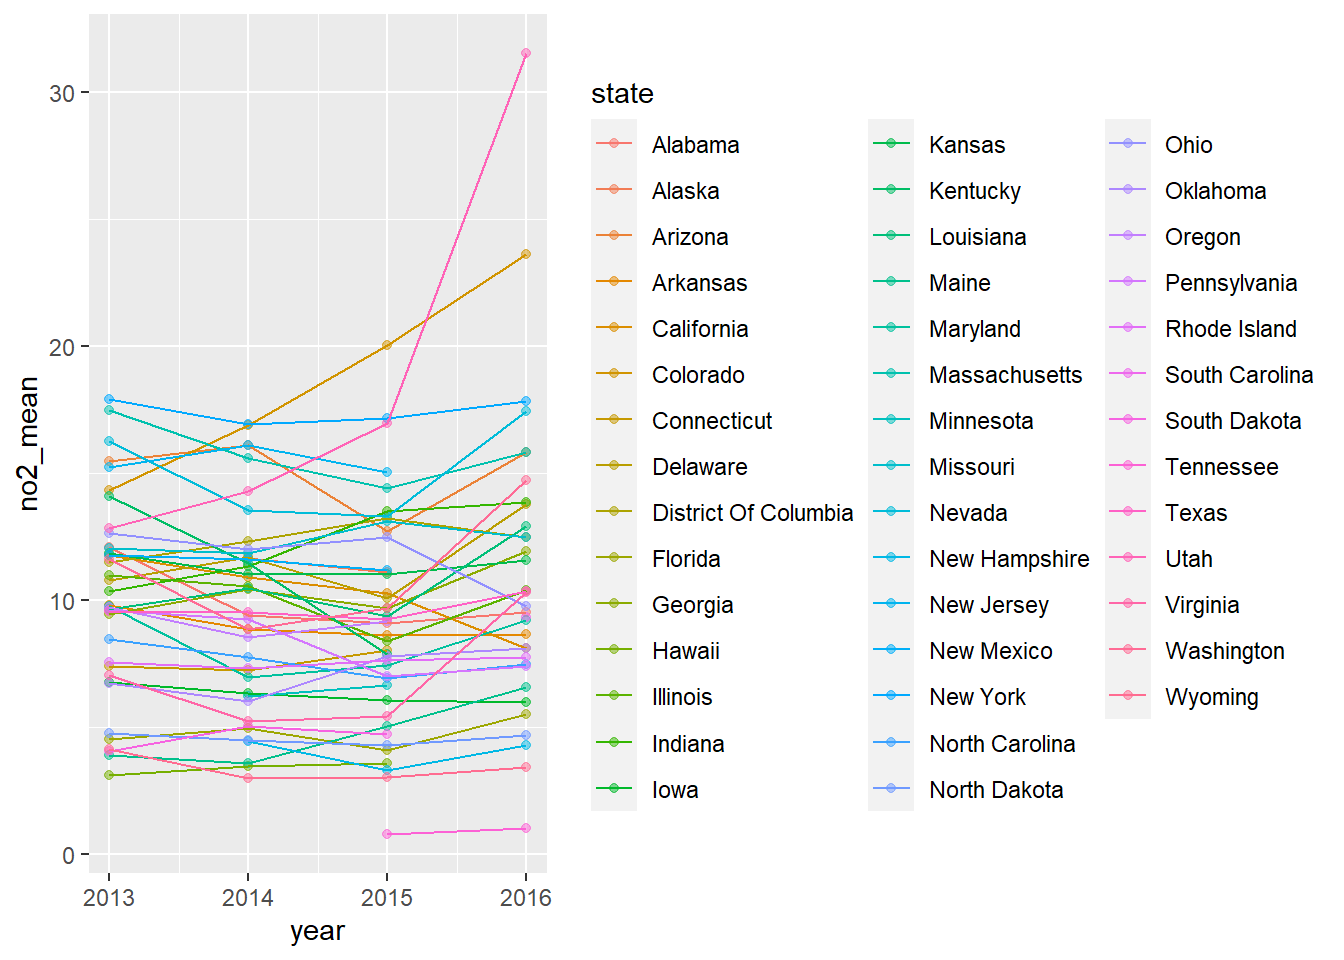 30
20
10
0
no2_mean
2013 2014 2015 2016
year
state
Alabama
Alaska
Arizona
Arkansas
California
Colorado
Connecticut
Delaware
District Of Columbia
Florida
Georgia
Hawaii
Illinois
Indiana
Iowa
Kansas
Kentucky
Louisiana
Maine
Maryland
Massachusetts
Minnesota
Missouri
Nevada
New Hampshire
New Jersey
New Mexico
New York
North Carolina
North Dakota
Ohio
Oklahoma
Oregon
Pennsylvania
Rhode Island
South Carolina
South Dakota
Tennessee
Texas
Utah
Virginia
Washington
Wyoming